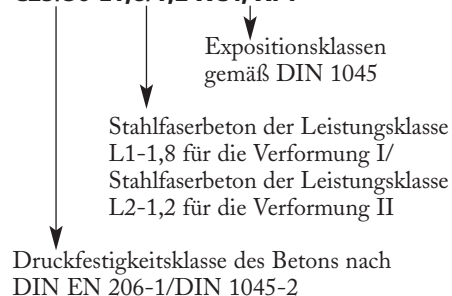 Expositionsklassen
gemäß DIN 1045
Stahlfaserbeton der Leistungsklasse
L1-1,8 für die Verformung I/
Stahlfaserbeton der Leistungsklasse
L2-1,2 für die Verformung II
Druckfestigkeitsklasse des Betons nach
DIN EN 206-1/DIN 1045-2